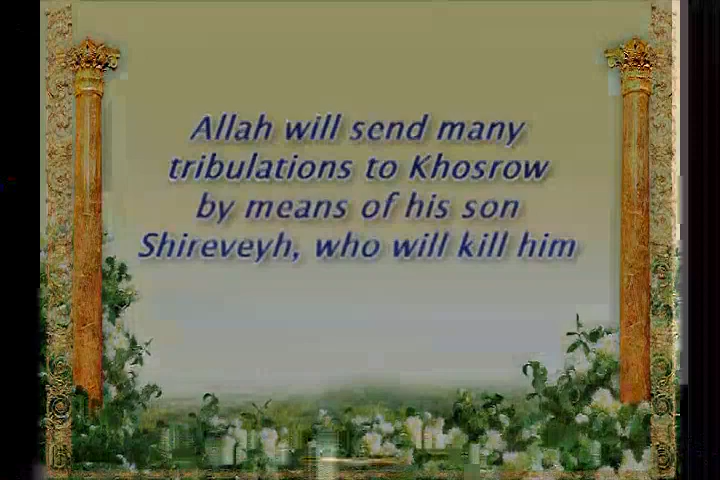 Allah will send many
tribulations to Khosrow
by means of his son
Shireveyh, who will kill him